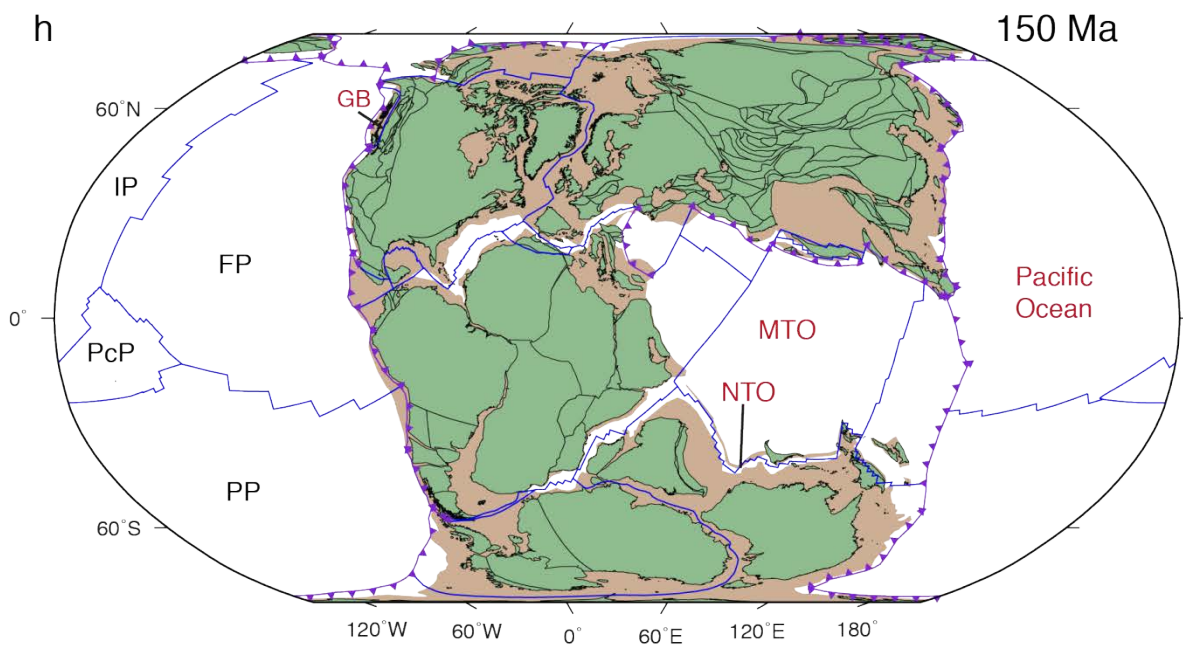 h
150 Ma
60°N
GB
IP
FP
Pacific
Ocean
0°
MTO
PcP
NTO
PP
60°S
120°W
60°W
0°
60°E
120°E
180°